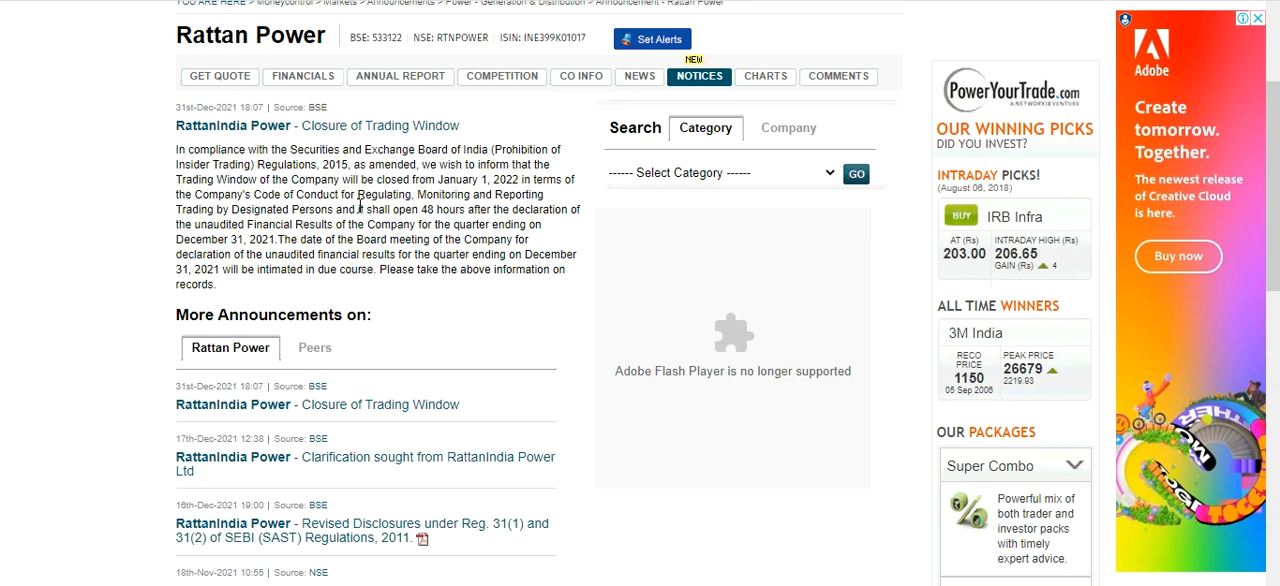 YOU ARE HERE > Moneycontrol > Markets > Announcements > Power - Generation & Distribution > Announcement - Rattan Power
Rattan Power
BSE: 533122 | NSE: RTNPOWER | ISIN: INE399K01017
Set Alerts
NEW
GET QUOTE
FINANCIALS
ANNUAL REPORT
COMPETITION
CO INFO
NEWS
NOTICES
CHARTS
COMMENTS
31st-Dec-2021 18:07 | Source: BSE
RattanIndia Power - Closure of Trading Window
In compliance with the Securities and Exchange Board of India (Prohibition of
Insider Trading) Regulations, 2015, as amended, we wish to inform that the
Trading Window of the Company will be closed from January 1, 2022 in terms of
the Company's Code of Conduct for Regulating, Monitoring and Reporting
Trading by Designated Persons and it shall open 48 hours after the declaration of
the unaudited Financial Results of the Company for the quarter ending on
December 31, 2021.The date of the Board meeting of the Company for
declaration of the unaudited financial results for the quarter ending on December
31, 2021 will be intimated in due course. Please take the above information on
records.
More Announcements on:
Rattan Power
Peers
31st-Dec-2021 18:07 | Source: BSE
RattanIndia Power - Closure of Trading Window
17th-Dec-2021 12:38 | Source: BSE
RattanIndia Power - Clarification sought from RattanIndia Power
Ltd
16th-Dec-2021 19:00 | Source: BSE
RattanIndia Power - Revised Disclosures under Reg. 31(1) and
31(2) of SEBI (SAST) Regulations, 2011.
18th-Nov-2021 10:55 | Source: NSE
Search
Category
Company
------ Select Category ------
GO
Adobe Flash Player is no longer supported
PowerYourTrade.com
A NETWORK18 VENTURE
OUR WINNING PICKS
DID YOU INVEST?
INTRADAY PICKS!
(August 06, 2018)
BUY
IRB Infra
AT (Rs)
203.00
INTRADAY HIGH (Rs)
206.65
GAIN (Rs) 4
ALL TIME WINNERS
3M India
RECO
PRICE
1150
05 Sep 2006
PEAK PRICE
26679
2219.93
OUR PACKAGES
Super Combo
Powerful mix of
both trader and
investor packs
with timely
expert advice.
Adobe
Create
tomorrow.
Together.
The newest release
of Creative Cloud
is here.
Buy now